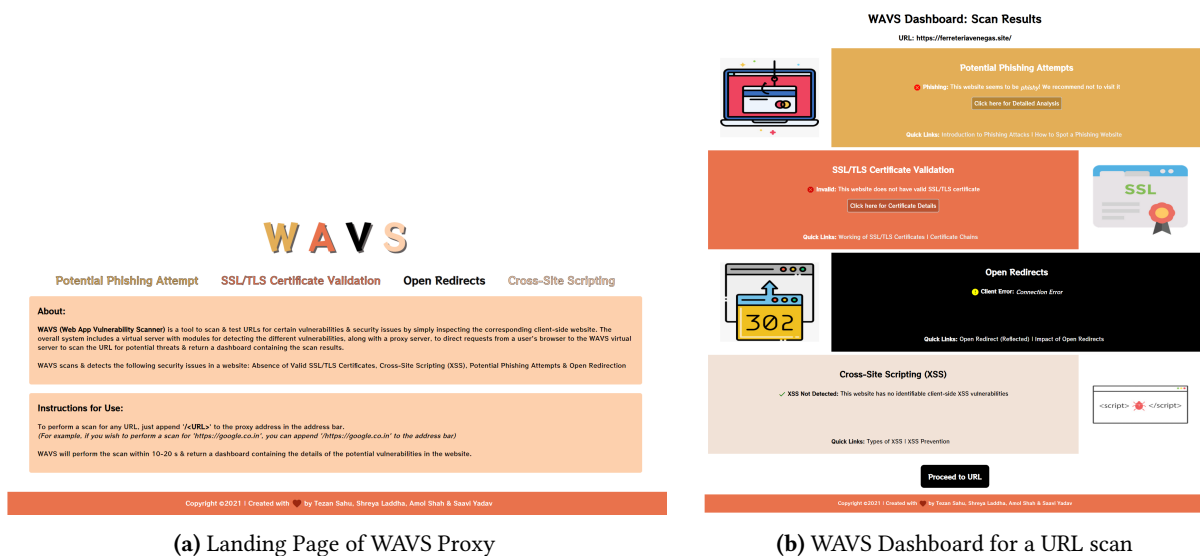 WAVS
Potential Phishing Attempt SSL/TLS Certificate Validation Open Redirects Cross-Site Scripting
About:
WAVS (Web App Vulnerability Scanner) is a tool to scan & test URLs for certain vulnerabilities & security issues by simply inspecting the corresponding client-side website. The
overall system includes a virtual server with modules for detecting the different vulnerabilities, along with a proxy server, to direct requests from a user's browser to the WAVS virtual
server to scan the URL for potential threats & return a dashboard containing the scan results.
WAVS scans & detects the following security issues in a website: Absence of Valid SSL/TLS Certificates, Cross-Site Scripting (XSS), Potential Phishing Attempts & Open Redirection
Instructions for Use:
To perform a scan for any URL, just append '/<URL>' to the proxy address in the address bar.
(For example, if you wish to perform a scan for 'https://google.co.in', you can append '/https://google.co.in' to the address bar)
WAVS will perform the scan within 10-20 s & return a dashboard containing the details of the potential vulnerabilities in the website.
Copyright ©2021 | Created with ❤ by Tezan Sahu, Shreya Laddha, Amol Shah & Saavi Yadav
(a) Landing Page of WAVS Proxy
WAVS Dashboard: Scan Results
URL: https://ferreteriavenegas.site/
Potential Phishing Attempts
Phishing: This website seems to be phishy! We recommend not to visit it
Click here for Detailed Analysis
Quick Links: Introduction to Phishing Attacks | How to Spot a Phishing Website
SSL/TLS Certificate Validation
Invalid: This website does not have valid SSL/TLS certificate
Click here for Certificate Details
Quick Links: Working of SSL/TLS Certificates | Certificate Chains
SSL
Open Redirects
Client Error: Connection Error
302
Quick Links: Open Redirect (Reflected) | Impact of Open Redirects
Cross-Site Scripting (XSS)
XSS Not Detected: This website has no identifiable client-side XSS vulnerabilities
<script> </script>
Quick Links: Types of XSS | XSS Prevention
Proceed to URL
Copyright ©2021 | Created with ❤ by Tezan Sahu, Shreya Laddha, Amol Shah & Saavi Yadav
(b) WAVS Dashboard for a URL scan